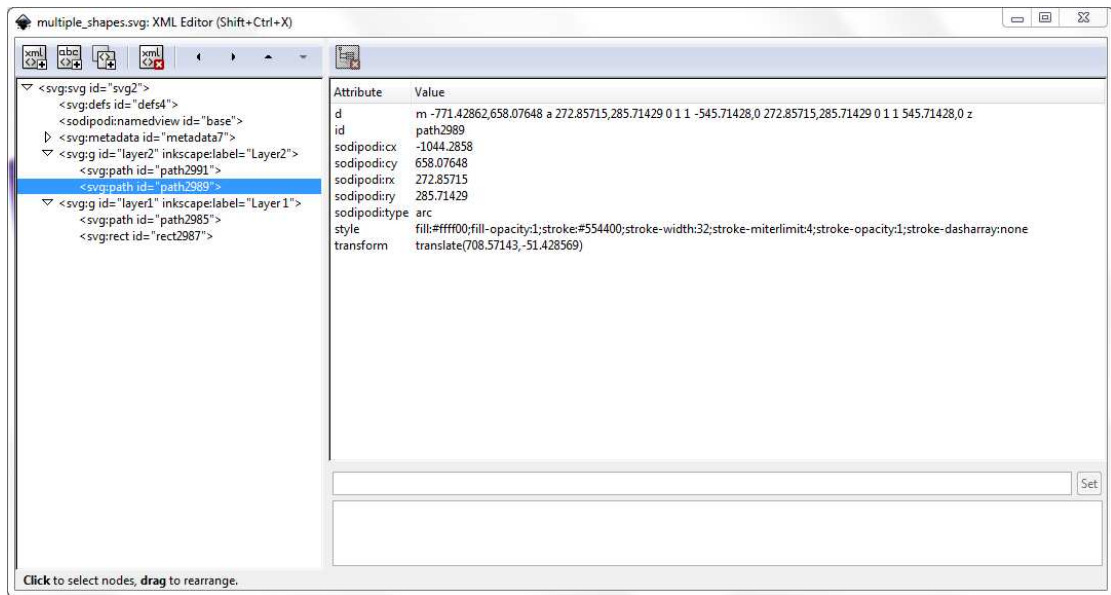 multiple_shapes.svg: XML Editor (Shift+Ctrl+X)
xml
abc
xml
<svg:svg id="svg2">
<svg:defs id="defs4">
<sodipodi:namedview id="base">
<svg:metadata id="metadata7">
<svg:g id="layer2" inkscape:label="Layer2">
<svg:path id="path2991">
<svg:path id="path2989">
<svg:g id="layer1" inkscape:label="Layer 1">
<svg:path id="path2985">
<svg:rect id="rect2987">
Attribute Value
d m -771.42862,658.07648 a 272.85715,285.71429 0 1 1 -545.71428,0 272.85715,285.71429 0 1 1 545.71428,0 z
id path2989
sodipodi:cx -1044.2858
sodipodi:cy 658.07648
sodipodi:rx 272.85715
sodipodi:ry 285.71429
sodipodi:type arc
style fill:#ffff00;fill-opacity:1;stroke:#554400;stroke-width:32;stroke-miterlimit:4;stroke-opacity:1;stroke-dasharray:none
transform translate(708.57143,-51.428569)
Set
Click to select nodes, drag to rearrange.